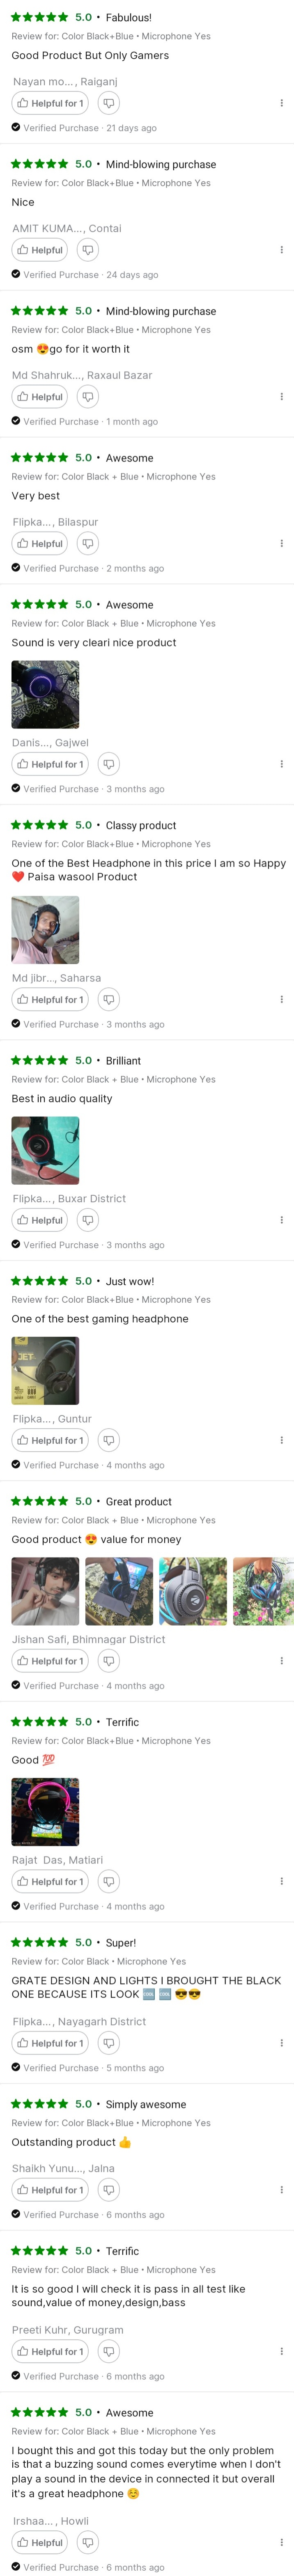 5.0 • Fabulous!
Review for: Color Black+Blue • Microphone Yes
Good Product But Only Gamers
Nayan mo..., Raiganj
Helpful for 1
Verified Purchase · 21 days ago
5.0 • Mind-blowing purchase
Review for: Color Black+Blue • Microphone Yes
Nice
AMIT KUMA..., Contai
Helpful
Verified Purchase · 24 days ago
5.0 • Mind-blowing purchase
Review for: Color Black+Blue • Microphone Yes
osm 😍go for it worth it
Md Shahruk..., Raxaul Bazar
Helpful
Verified Purchase · 1 month ago
5.0 • Awesome
Review for: Color Black + Blue • Microphone Yes
Very best
Flipka..., Bilaspur
Helpful
Verified Purchase · 2 months ago
5.0 • Awesome
Review for: Color Black + Blue • Microphone Yes
Sound is very cleari nice product
Danis..., Gajwel
Helpful for 1
Verified Purchase · 3 months ago
5.0 • Classy product
Review for: Color Black+Blue • Microphone Yes
One of the Best Headphone in this price I am so Happy
❤️ Paisa wasool Product
Md jibr..., Saharsa
Helpful for 1
Verified Purchase · 3 months ago
5.0 • Brilliant
Review for: Color Black + Blue • Microphone Yes
Best in audio quality
Flipka..., Buxar District
Helpful
Verified Purchase · 3 months ago
5.0 • Just wow!
Review for: Color Black+Blue • Microphone Yes
One of the best gaming headphone
JET
Flipka..., Guntur
Helpful for 1
Verified Purchase · 4 months ago
5.0 • Great product
Review for: Color Black + Blue • Microphone Yes
Good product 😍 value for money
Jishan Safi, Bhimnagar District
Helpful for 1
Verified Purchase · 4 months ago
5.0 • Terrific
Review for: Color Black+Blue • Microphone Yes
Good 💯
Rajat Das, Matiari
Helpful for 1
Verified Purchase · 4 months ago
5.0 • Super!
Review for: Color Black • Microphone Yes
GRATE DESIGN AND LIGHTS I BROUGHT THE BLACK
ONE BECAUSE ITS LOOK 🆒 🆒 😎😎
Flipka..., Nayagarh District
Helpful for 1
Verified Purchase · 5 months ago
5.0 • Simply awesome
Review for: Color Black+Blue • Microphone Yes
Outstanding product 👍
Shaikh Yunu..., Jalna
Helpful for 1
Verified Purchase · 6 months ago
5.0 • Terrific
Review for: Color Black + Blue • Microphone Yes
It is so good I will check it is pass in all test like
sound,value of money,design,bass
Preeti Kuhr, Gurugram
Helpful for 1
Verified Purchase · 6 months ago
5.0 • Awesome
Review for: Color Black + Blue • Microphone Yes
I bought this and got this today but the only problem
is that a buzzing sound comes everytime when I don't
play a sound in the device in connected it but overall
it's a great headphone ☺️
Irshaa..., Howli
Helpful
Verified Purchase · 6 months ago